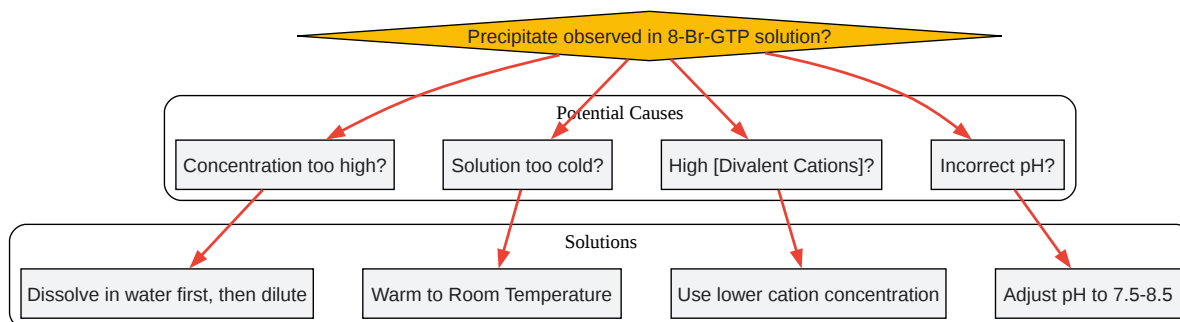 Precipitate observed in 8-Br-GTP solution?
Potential Causes
Concentration too high?
Solution too cold?
High [Divalent Cations]?
Incorrect pH?
Solutions
Dissolve in water first, then dilute
Warm to Room Temperature
Use lower cation concentration
Adjust pH to 7.5-8.5